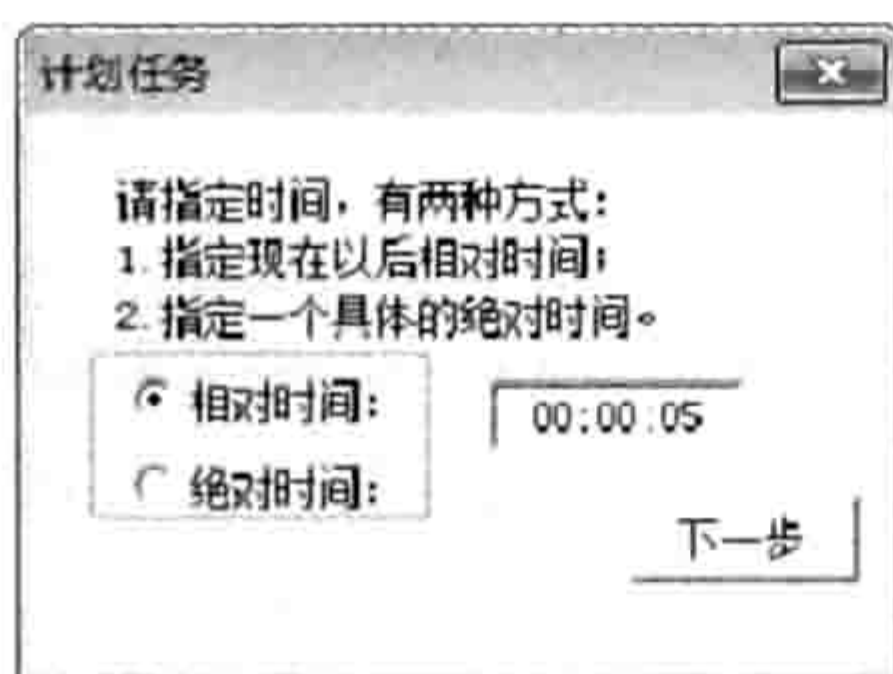 计划任务
请指定时间，有两种方式：
1.指定现在以后相对时间；
2.指定一个具体的绝对时间。
相对时间：
00:00:05
绝对时间：
下一步